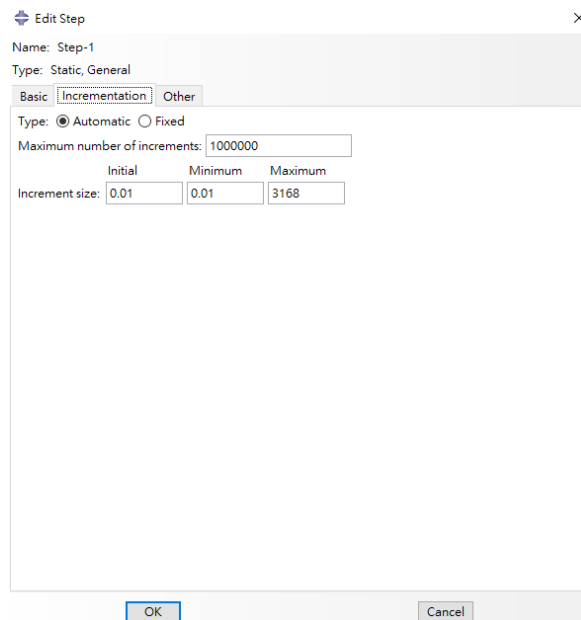 Edit Step
Name: Step-1
Type: Static, General
Basic Incrementation Other
Type: Automatic Fixed
Maximum number of increments: 1000000
Initial Minimum Maximum
Increment size: 0.01 0.01 3168
OK Cancel